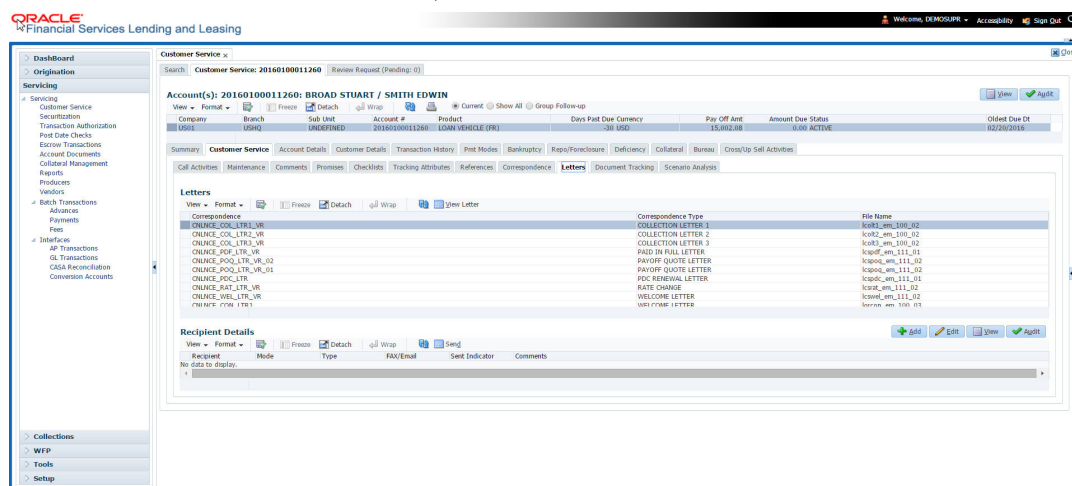 ORACLE
Financial Services Lending and Leasing
Welcome, DEMOSUPR Accessibility Sign Out
DashBoard
Origination
Servicing
Servicing
Customer Service
Securitization
Transaction Authorization
Post Date Checks
Escrow Transactions
Account Documents
Collateral Management
Reports
Producers
Vendors
Batch Transactions
Advances
Payments
Fees
Interfaces
AP Transactions
GL Transactions
CASA Reconciliation
Conversion Accounts
Collections
WFP
Tools
Setup
Customer Service x
Search Customer Service: 20160100011260 Review Request (Pending: 0)
Account(s): 20160100011260: BROAD STUART / SMITH EDWIN
View Audit
View Format Freeze Detach Wrap Current Show All Group Follow-up
Company Branch Sub Unit Account # Product Days Past Due Currency Pay Off Amt Amount Due Status Oldest Due Dt
US01 USHQ UNDEFINED 20160100011260 LOAN VEHICLE (FR) -30 USD 15,002.08 0.00 ACTIVE 02/20/2016
Summary Customer Service Account Details Customer Details Transaction History Pmt Modes Bankruptcy Repo/Foreclosure Deficiency Collateral Bureau Cross/Up Sell Activities
Call Activities Maintenance Comments Promises Checklists Tracking Attributes References Correspondence Letters Document Tracking Scenario Analysis
Letters
View Format Freeze Detach Wrap View Letter
Correspondence Correspondence Type File Name
CNLNCE_COL_LTR1_VR COLLECTION LETTER 1 lcolt1_em_100_02
CNLNCE_COL_LTR2_VR COLLECTION LETTER 2 lcolt2_em_100_02
CNLNCE_COL_LTR3_VR COLLECTION LETTER 3 lcolt3_em_100_02
CNLNCE_PDF_LTR_VR PAID IN FULL LETTER lcspdf_em_111_01
CNLNCE_POQ_LTR_VR_02 PAYOFF QUOTE LETTER lcspoq_em_111_02
CNLNCE_POQ_LTR_VR_01 PAYOFF QUOTE LETTER lcspoq_em_111_02
CNLNCE_PDC_LTR PDC RENEWAL LETTER lcspdc_em_111_01
CNLNCE_RAT_LTR_VR RATE CHANGE lcsrat_em_111_02
CNLNCE_WEL_LTR_VR WELCOME LETTER lcswel_em_111_02
CNLNCE_CON_LTR1 WELCOME LETTER lorcon_em_100_03
Recipient Details
Add Edit View Audit
View Format Freeze Detach Wrap Send
Recipient Mode Type FAX/Email Sent Indicator Comments
No data to display.